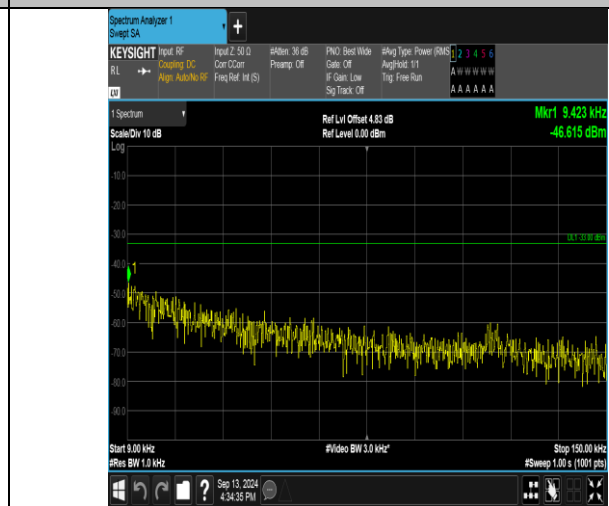 Spectrum Analyzer 1
Swept SA
+
KEYSIGHT Input: RF Input Z: 50 Ω #Atten: 36 dB PNO: Best Wide #Avg Type: Power (RMS 1 2 3 4 5 6
RL Coupling: DC Corr CCorr Preamp: Off Gate: Off Avg|Hold: 1/1 A W W W W W
Align: Auto/No RF Freq Ref: Int (S) IF Gain: Low Trig: Free Run
Sig Track: Off A A A A A A
1 Spectrum Ref Lvl Offset 4.83 dB Mkr1 9.423 kHz
Scale/Div 10 dB Ref Level 0.00 dBm -46.615 dBm
Log
-10.0
-20.0
-30.0
DL1 -33.00 dBm
-40.0
1
-50.0
-60.0
-70.0
-80.0
-90.0
Start 9.00 kHz #Video BW 3.0 kHz* Stop 150.00 kHz
#Res BW 1.0 kHz #Sweep 1.00 s (1001 pts)
? Sep 13, 2024
4:34:35 PM